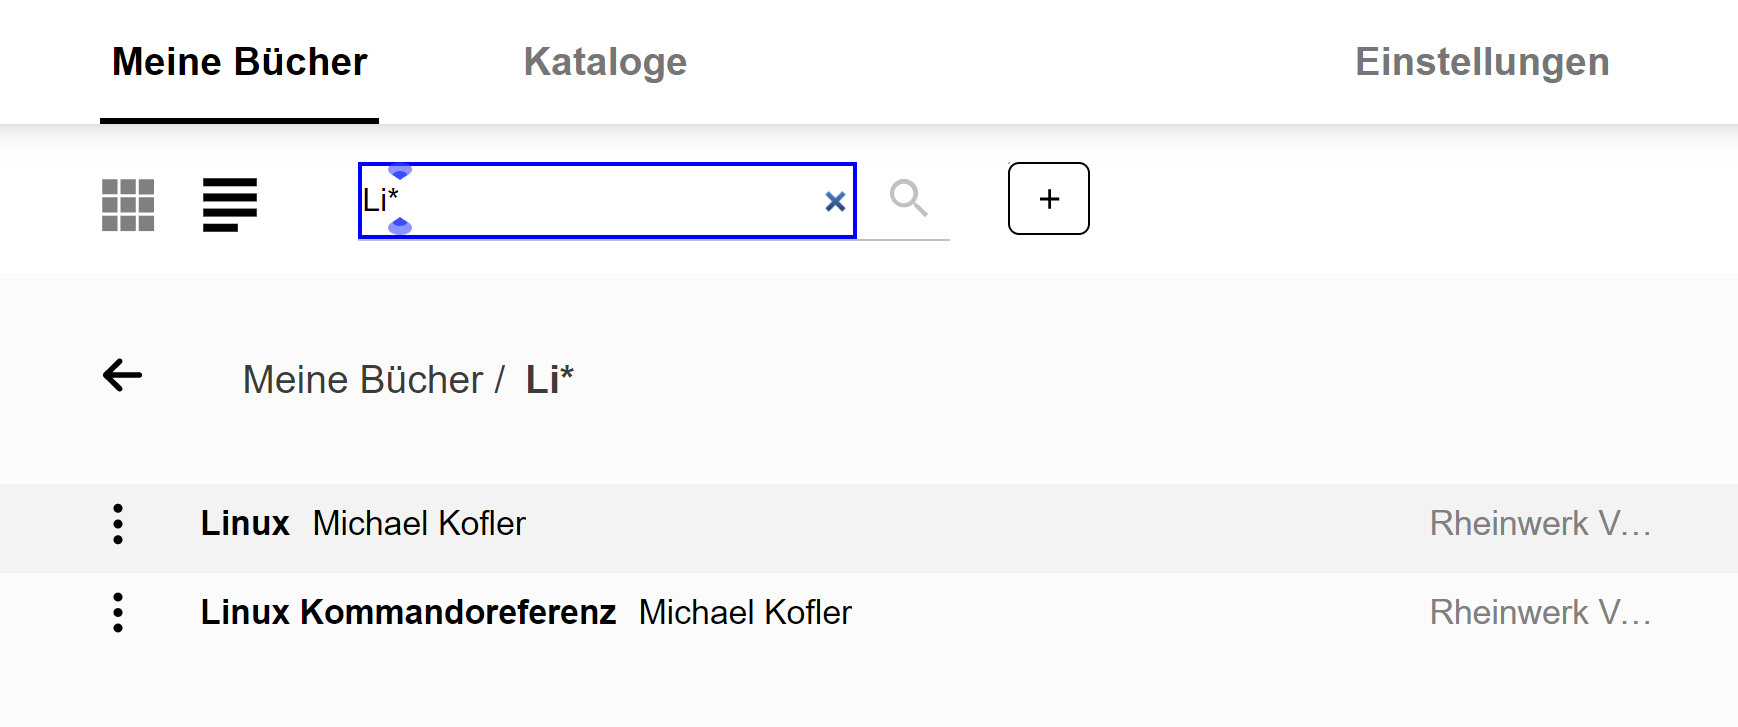 Meine Bücher Kataloge Einstellungen
Li*
+
Meine Bücher / Li*
Linux Michael Kofler Rheinwerk V…
Linux Kommandoreferenz Michael Kofler Rheinwerk V…